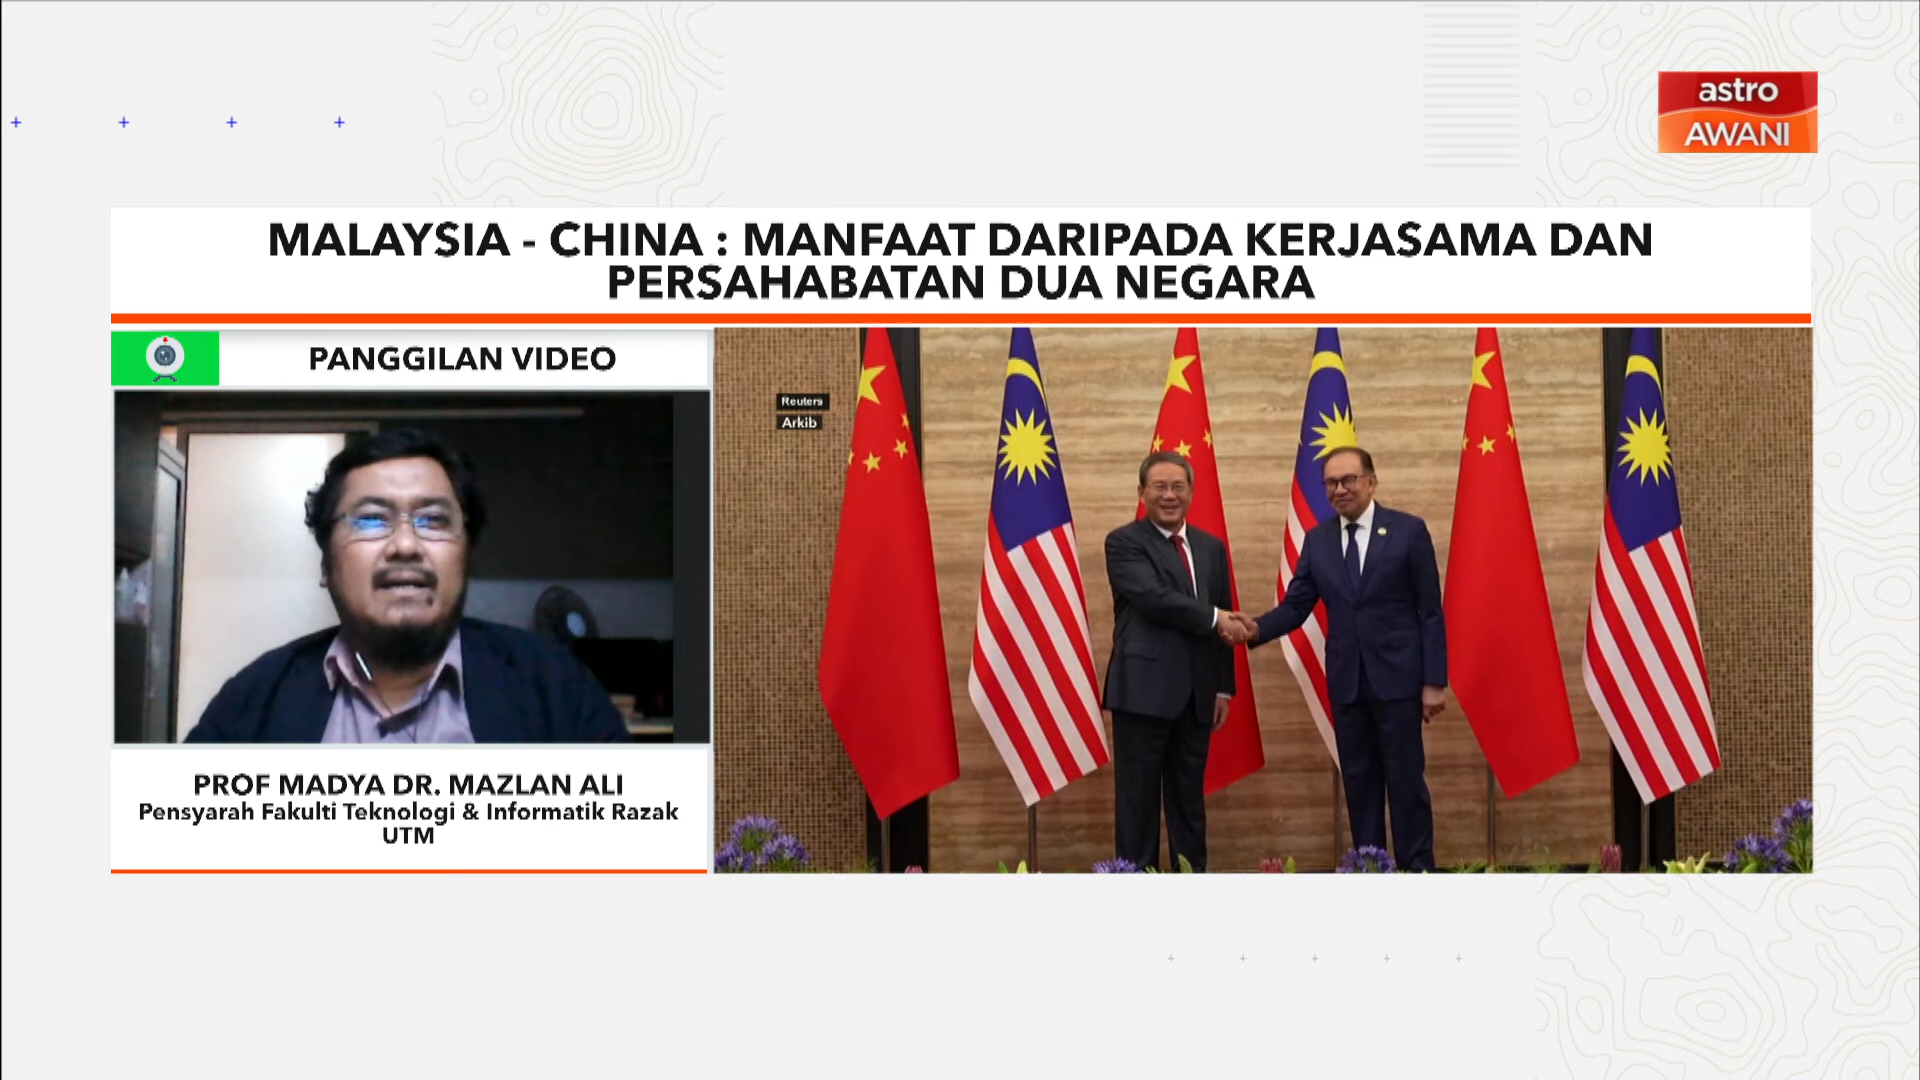 astro
AWANI
MALAYSIA - CHINA : MANFAAT DARIPADA KERJASAMA DAN
PERSAHABATAN DUA NEGARA
PANGGILAN VIDEO
Reuters
Arkib
PROF MADYA DR. MAZLAN ALI
Pensyarah Fakulti Teknologi & Informatik Razak
UTM